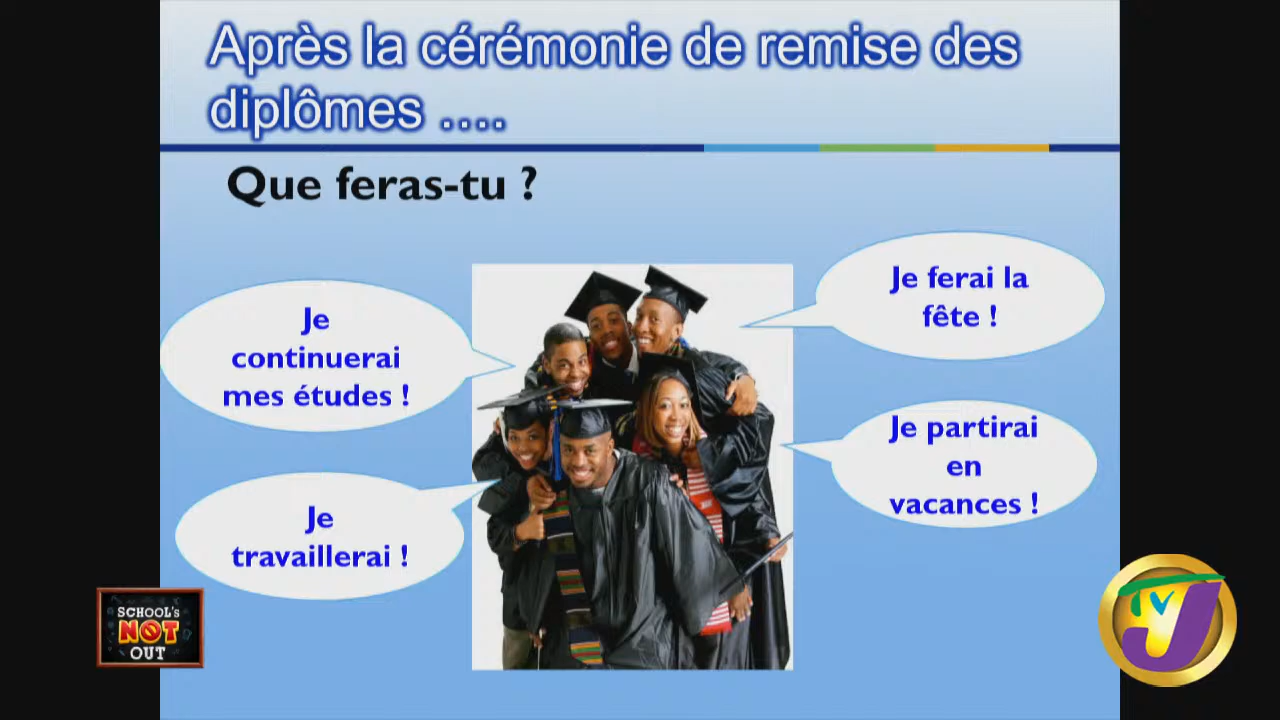 Après la cérémonie de remise des
diplômes ....
Que feras-tu ?
Je
continuerai
mes études !
Je ferai la
fête !
Je
travaillerai !
Je partirai
en
vacances !
SCHOOL's
NOT
OUT
TVJ